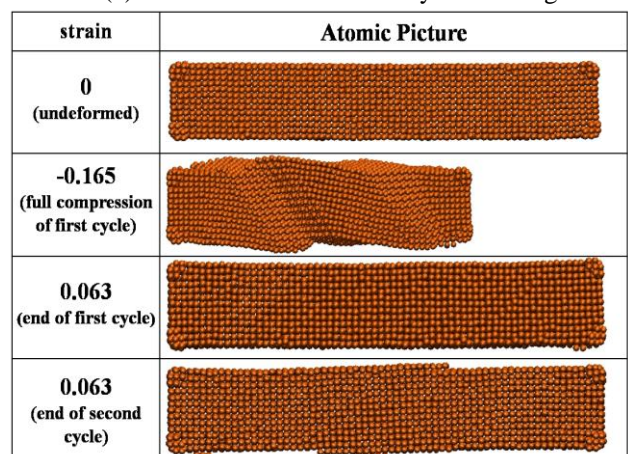 strain Atomic Picture
0
(undeformed)
-0.165
(full compression
of first cycle)
0.063
(end of first cycle)
0.063
(end of second
cycle)